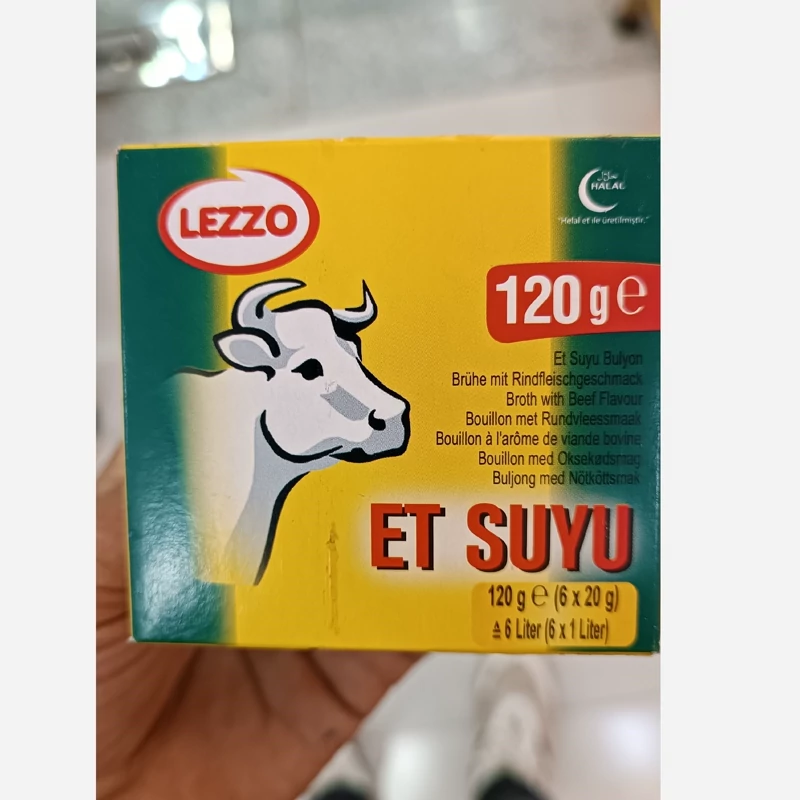 LEZZO
حلال
HALAL
"Helal et ile üretilmiştir."
120 g e
Et Suyu Bulyon
Brühe mit Rindfleischgeschmack
Broth with Beef Flavour
Bouillon met Rundvleessmaak
Bouillon à l'arôme de viande bovine
Bouillon med Oksekødsmag
Buljong med Nötköttsmak
ET SUYU
120 g e (6 x 20 g)
≙ 6 Liter (6 x 1 Liter)